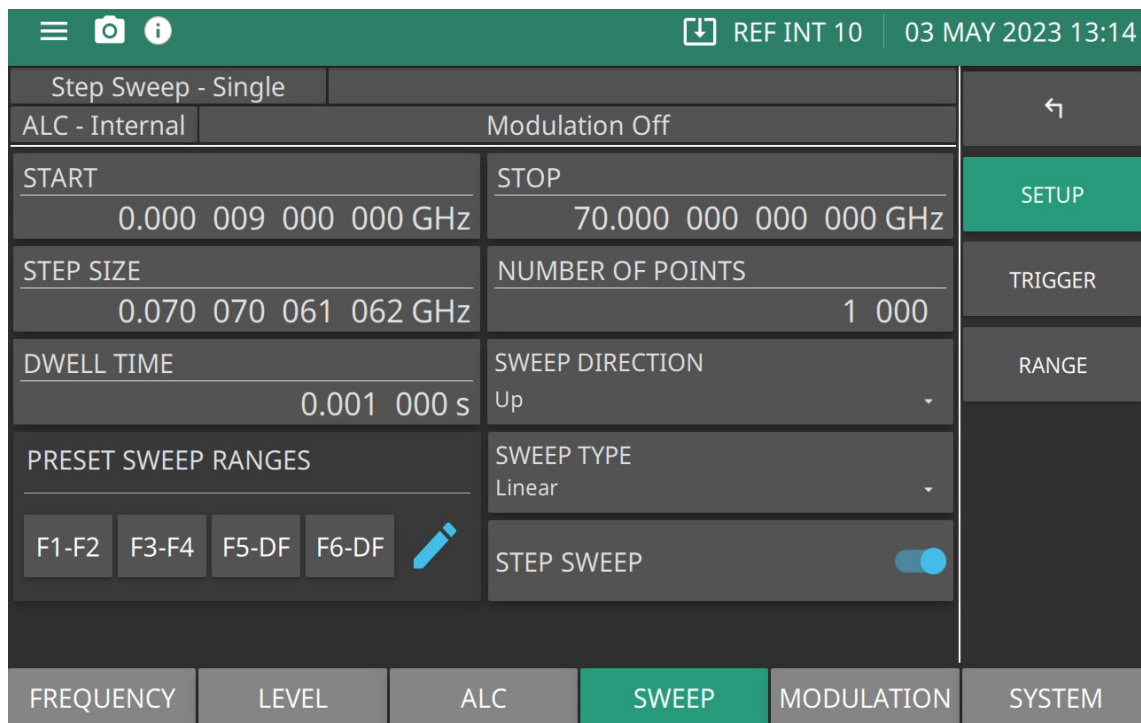 REF INT 10 03 MAY 2023 13:14
Step Sweep - Single
ALC - Internal Modulation Off
START
0.000 009 000 000 GHz
STOP
70.000 000 000 000 GHz
STEP SIZE
0.070 070 061 062 GHz
NUMBER OF POINTS
1 000
DWELL TIME
0.001 000 s
SWEEP DIRECTION
Up
PRESET SWEEP RANGES
F1-F2 F3-F4 F5-DF F6-DF
SWEEP TYPE
Linear
STEP SWEEP
SETUP
TRIGGER
RANGE
FREQUENCY LEVEL ALC SWEEP MODULATION SYSTEM